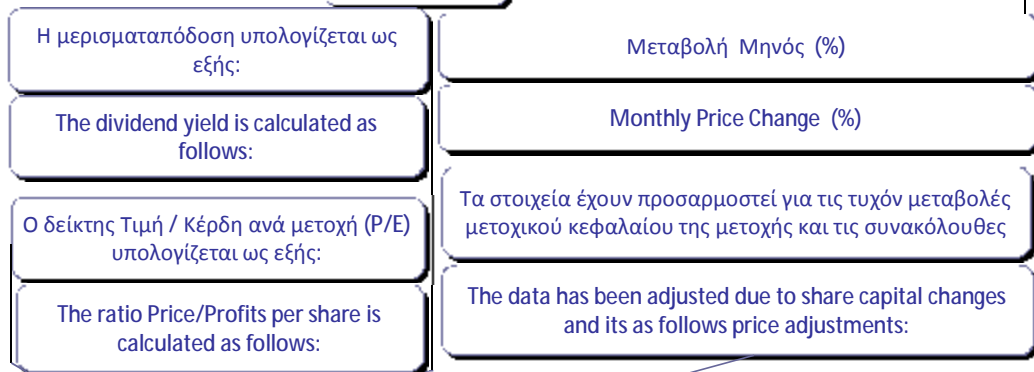 Η μερισματαπόδοση υπολογίζεται ως
εξής:
The dividend yield is calculated as
follows:
Ο δείκτης Τιμή / Κέρδη ανά μετοχή (P/E)
υπολογίζεται ως εξής:
The ratio Price/Profits per share is
calculated as follows:
Μεταβολή Μηνός (%)
Monthly Price Change (%)
Τα στοιχεία έχουν προσαρμοστεί για τις τυχόν μεταβολές
μετοχικού κεφαλαίου της μετοχής και τις συνακόλουθες
The data has been adjusted due to share capital changes
and its as follows price adjustments: